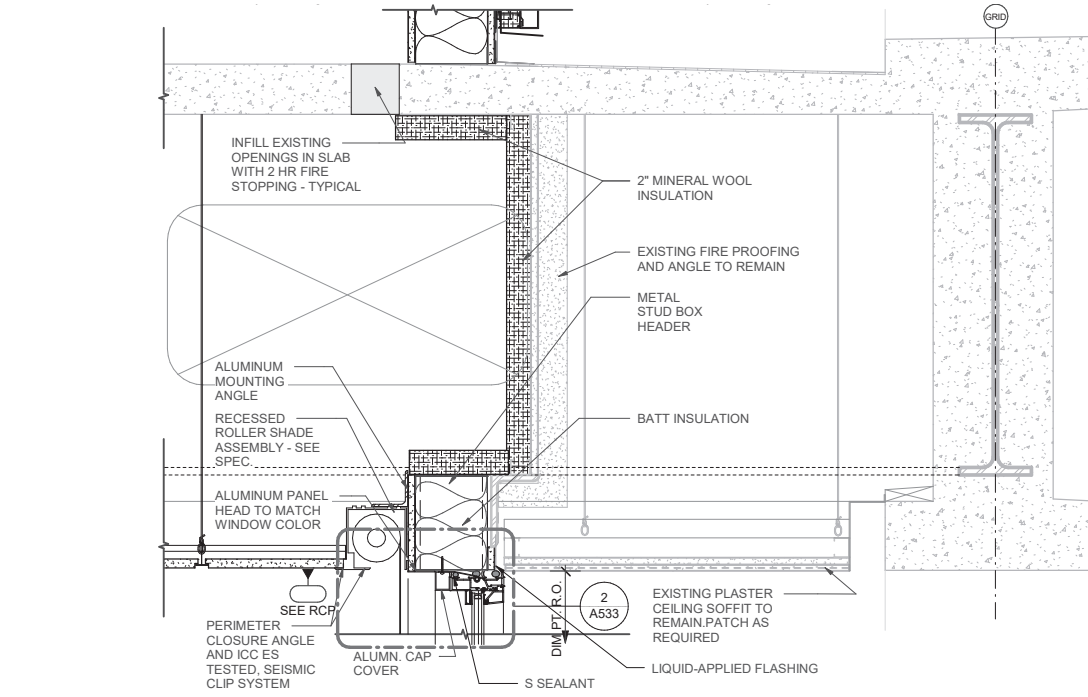 GRID
INFILL EXISTING
OPENINGS IN SLAB
WITH 2 HR FIRE
STOPPING - TYPICAL
2" MINERAL WOOL
INSULATION
EXISTING FIRE PROOFING
AND ANGLE TO REMAIN
METAL
STUD BOX
HEADER
ALUMINUM
MOUNTING
ANGLE
RECESSED
ROLLER SHADE
ASSEMBLY - SEE
SPEC.
BATT INSULATION
ALUMINUM PANEL
HEAD TO MATCH
WINDOW COLOR
SEE RCP
PERIMETER
CLOSURE ANGLE
AND ICC ES
TESTED, SEISMIC
CLIP SYSTEM
ALUMN. CAP
COVER
DIM PT. R.O.
2
A533
EXISTING PLASTER
CEILING SOFFIT TO
REMAIN.PATCH AS
REQUIRED
LIQUID-APPLIED FLASHING
S SEALANT